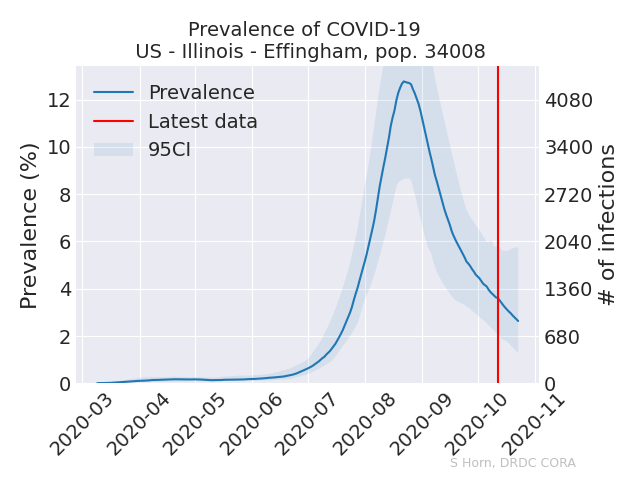 Prevalence of COVID-19
US - Illinois - Effingham, pop. 34008
Prevalence
Latest data
95CI
Prevalence (%)
12
10
8
6
4
2
0
4080
3400
2720
2040
1360
680
0
# of infections
2020-03
2020-04
2020-05
2020-06
2020-07
2020-08
2020-09
2020-10
2020-11
S Horn, DRDC CORA